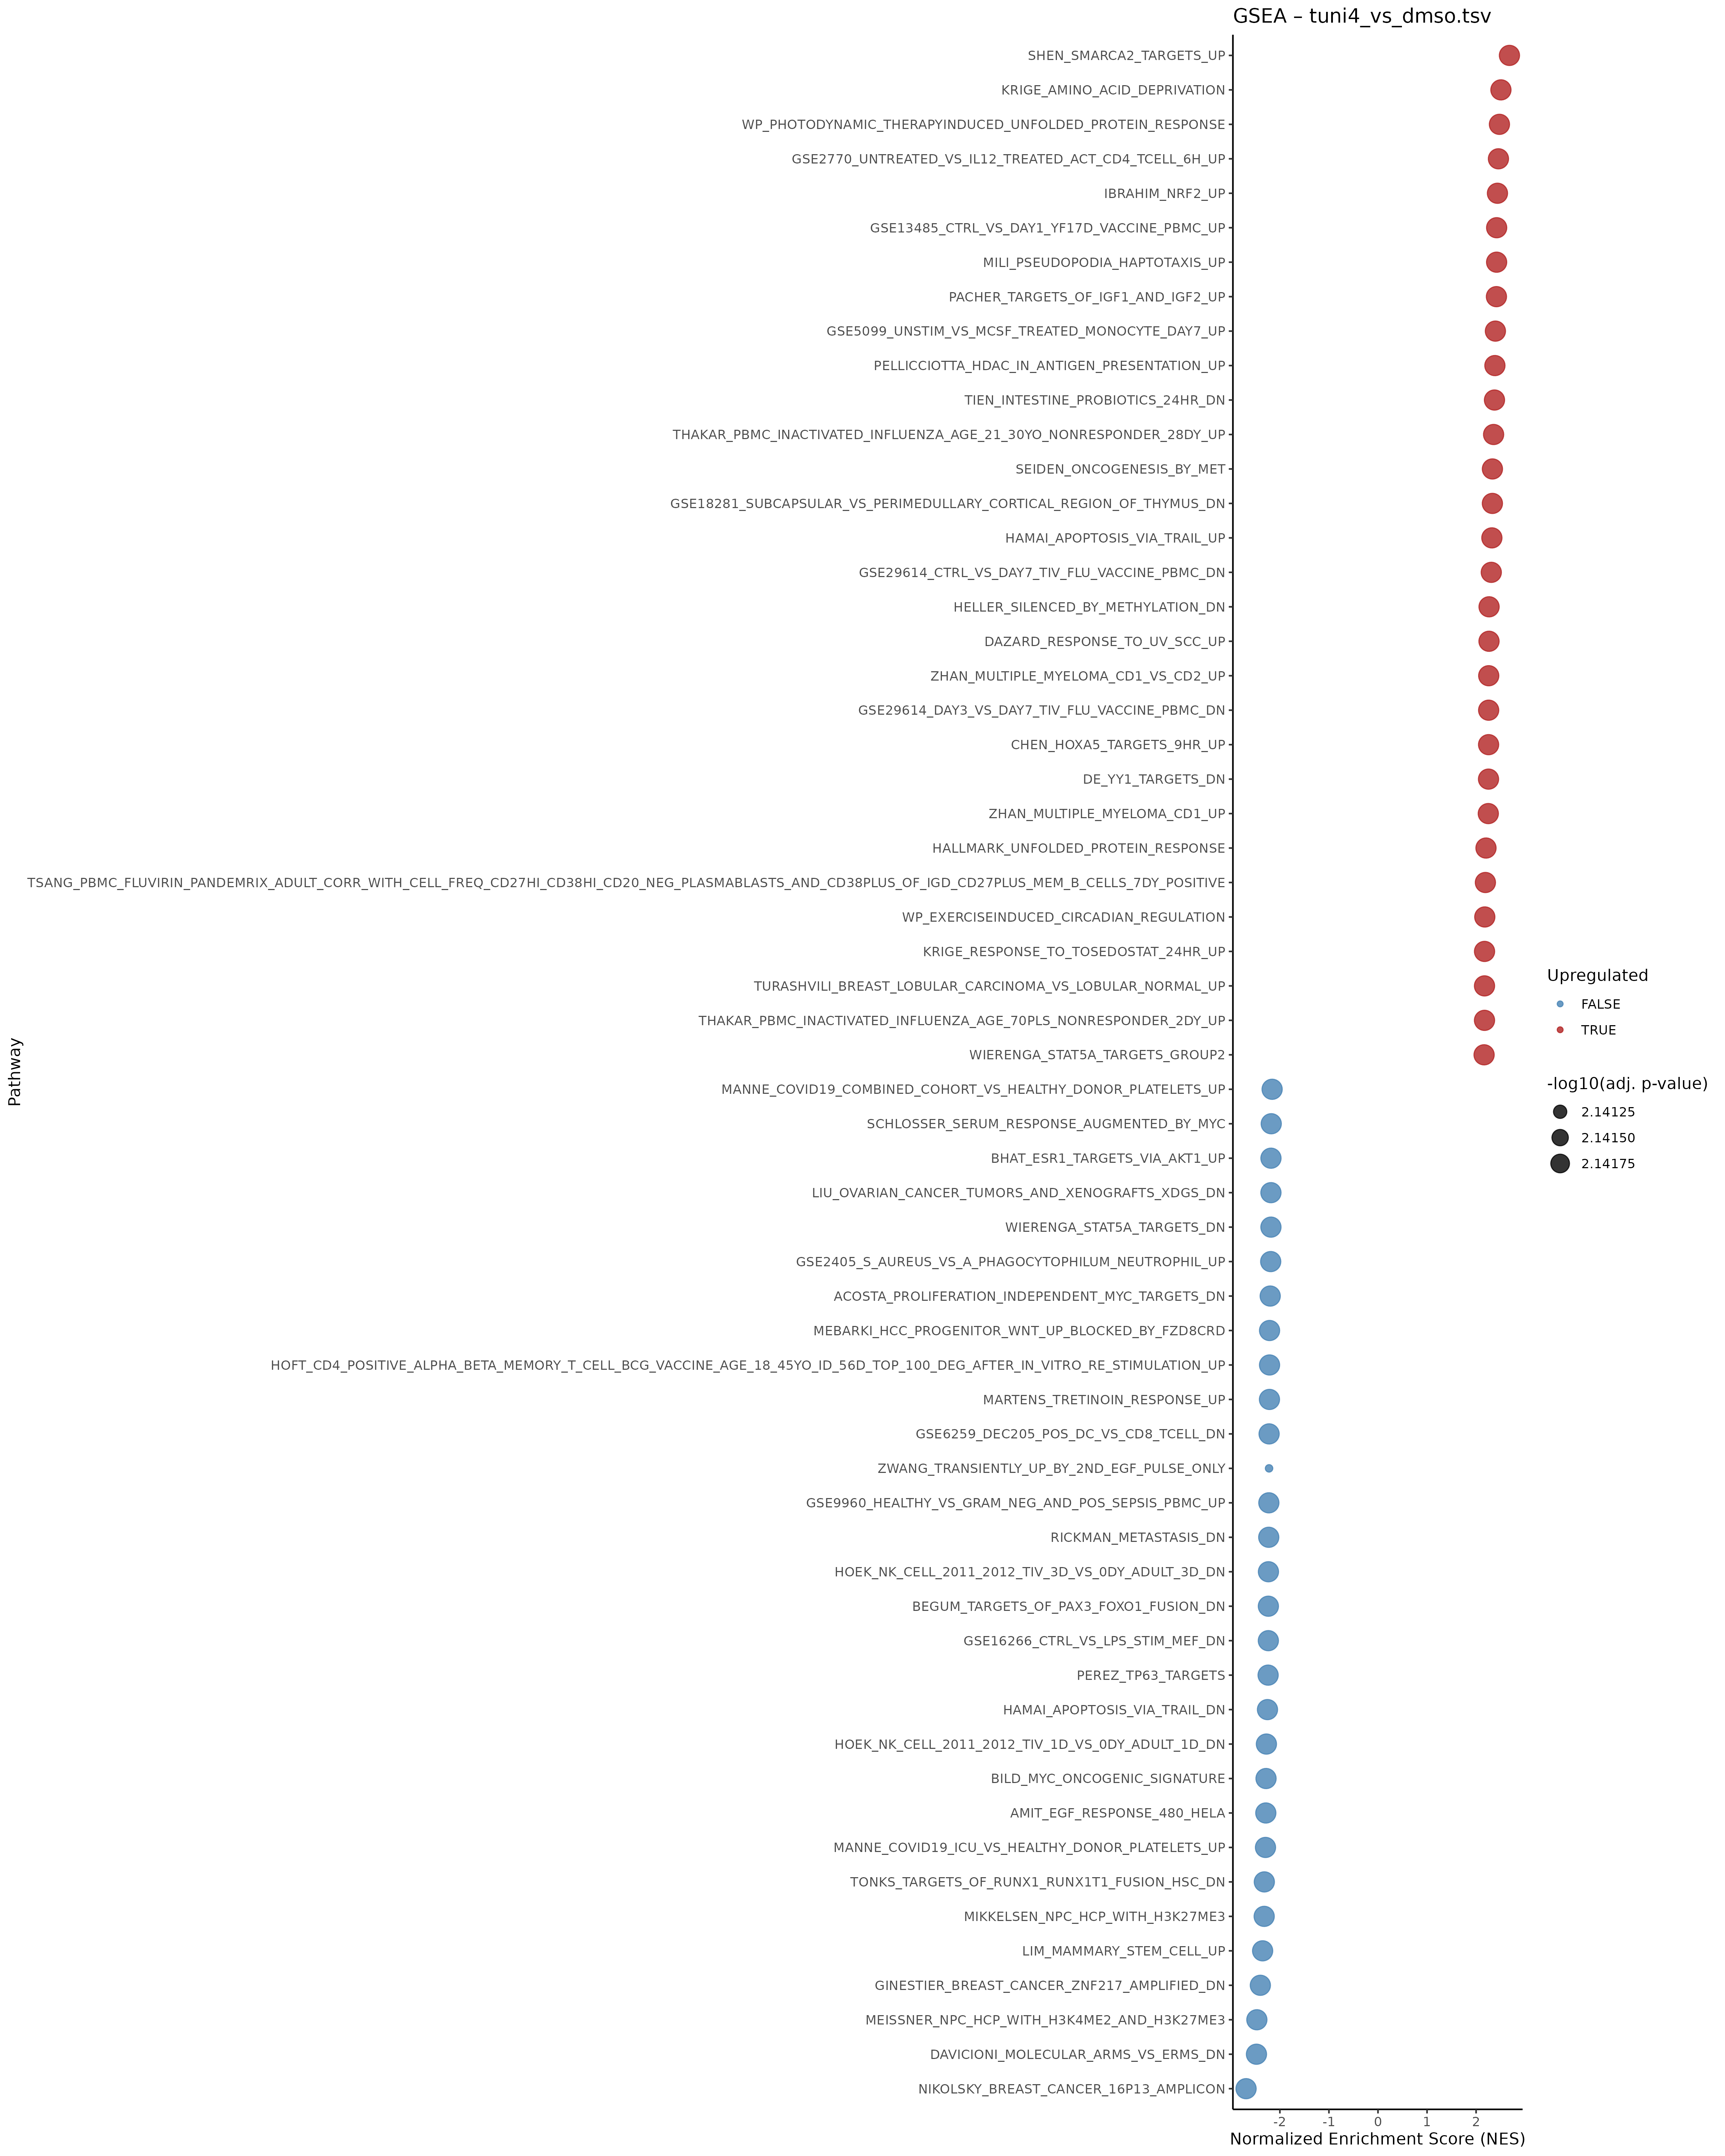 GSEA – tuni4_vs_dmso.tsv
SHEN_SMARCA2_TARGETS_UP
KRIGE_AMINO_ACID_DEPRIVATION
WP_PHOTODYNAMIC_THERAPYINDUCED_UNFOLDED_PROTEIN_RESPONSE
GSE2770_UNTREATED_VS_IL12_TREATED_ACT_CD4_TCELL_6H_UP
IBRAHIM_NRF2_UP
GSE13485_CTRL_VS_DAY1_YF17D_VACCINE_PBMC_UP
MILI_PSEUDOPODIA_HAPTOTAXIS_UP
PACHER_TARGETS_OF_IGF1_AND_IGF2_UP
GSE5099_UNSTIM_VS_MCSF_TREATED_MONOCYTE_DAY7_UP
PELLICCIOTTA_HDAC_IN_ANTIGEN_PRESENTATION_UP
TIEN_INTESTINE_PROBIOTICS_24HR_DN
THAKAR_PBMC_INACTIVATED_INFLUENZA_AGE_21_30YO_NONRESPONDER_28DY_UP
SEIDEN_ONCOGENESIS_BY_MET
GSE18281_SUBCAPSULAR_VS_PERIMEDULLARY_CORTICAL_REGION_OF_THYMUS_DN
HAMAI_APOPTOSIS_VIA_TRAIL_UP
GSE29614_CTRL_VS_DAY7_TIV_FLU_VACCINE_PBMC_DN
HELLER_SILENCED_BY_METHYLATION_DN
DAZARD_RESPONSE_TO_UV_SCC_UP
ZHAN_MULTIPLE_MYELOMA_CD1_VS_CD2_UP
GSE29614_DAY3_VS_DAY7_TIV_FLU_VACCINE_PBMC_DN
CHEN_HOXA5_TARGETS_9HR_UP
DE_YY1_TARGETS_DN
ZHAN_MULTIPLE_MYELOMA_CD1_UP
HALLMARK_UNFOLDED_PROTEIN_RESPONSE
TSANG_PBMC_FLUVIRIN_PANDEMRIX_ADULT_CORR_WITH_CELL_FREQ_CD27HI_CD38HI_CD20_NEG_PLASMABLASTS_AND_CD38PLUS_OF_IGD_CD27PLUS_MEM_B_CELLS_7DY_POSITIVE
WP_EXERCISEINDUCED_CIRCADIAN_REGULATION
KRIGE_RESPONSE_TO_TOSEDOSTAT_24HR_UP
TURASHVILI_BREAST_LOBULAR_CARCINOMA_VS_LOBULAR_NORMAL_UP
THAKAR_PBMC_INACTIVATED_INFLUENZA_AGE_70PLS_NONRESPONDER_2DY_UP
WIERENGA_STAT5A_TARGETS_GROUP2
MANNE_COVID19_COMBINED_COHORT_VS_HEALTHY_DONOR_PLATELETS_UP
SCHLOSSER_SERUM_RESPONSE_AUGMENTED_BY_MYC
BHAT_ESR1_TARGETS_VIA_AKT1_UP
LIU_OVARIAN_CANCER_TUMORS_AND_XENOGRAFTS_XDGS_DN
WIERENGA_STAT5A_TARGETS_DN
GSE2405_S_AUREUS_VS_A_PHAGOCYTOPHILUM_NEUTROPHIL_UP
ACOSTA_PROLIFERATION_INDEPENDENT_MYC_TARGETS_DN
MEBARKI_HCC_PROGENITOR_WNT_UP_BLOCKED_BY_FZD8CRD
HOFT_CD4_POSITIVE_ALPHA_BETA_MEMORY_T_CELL_BCG_VACCINE_AGE_18_45YO_ID_56D_TOP_100_DEG_AFTER_IN_VITRO_RE_STIMULATION_UP
MARTENS_TRETINOIN_RESPONSE_UP
GSE6259_DEC205_POS_DC_VS_CD8_TCELL_DN
ZWANG_TRANSIENTLY_UP_BY_2ND_EGF_PULSE_ONLY
GSE9960_HEALTHY_VS_GRAM_NEG_AND_POS_SEPSIS_PBMC_UP
RICKMAN_METASTASIS_DN
HOEK_NK_CELL_2011_2012_TIV_3D_VS_0DY_ADULT_3D_DN
BEGUM_TARGETS_OF_PAX3_FOXO1_FUSION_DN
GSE16266_CTRL_VS_LPS_STIM_MEF_DN
PEREZ_TP63_TARGETS
HAMAI_APOPTOSIS_VIA_TRAIL_DN
HOEK_NK_CELL_2011_2012_TIV_1D_VS_0DY_ADULT_1D_DN
BILD_MYC_ONCOGENIC_SIGNATURE
AMIT_EGF_RESPONSE_480_HELA
MANNE_COVID19_ICU_VS_HEALTHY_DONOR_PLATELETS_UP
TONKS_TARGETS_OF_RUNX1_RUNX1T1_FUSION_HSC_DN
MIKKELSEN_NPC_HCP_WITH_H3K27ME3
LIM_MAMMARY_STEM_CELL_UP
GINESTIER_BREAST_CANCER_ZNF217_AMPLIFIED_DN
MEISSNER_NPC_HCP_WITH_H3K4ME2_AND_H3K27ME3
DAVICIONI_MOLECULAR_ARMS_VS_ERMS_DN
NIKOLSKY_BREAST_CANCER_16P13_AMPLICON
Pathway
-2 -1 0 1 2
Normalized Enrichment Score (NES)
Upregulated
FALSE
TRUE
-log10(adj. p-value)
2.14125
2.14150
2.14175